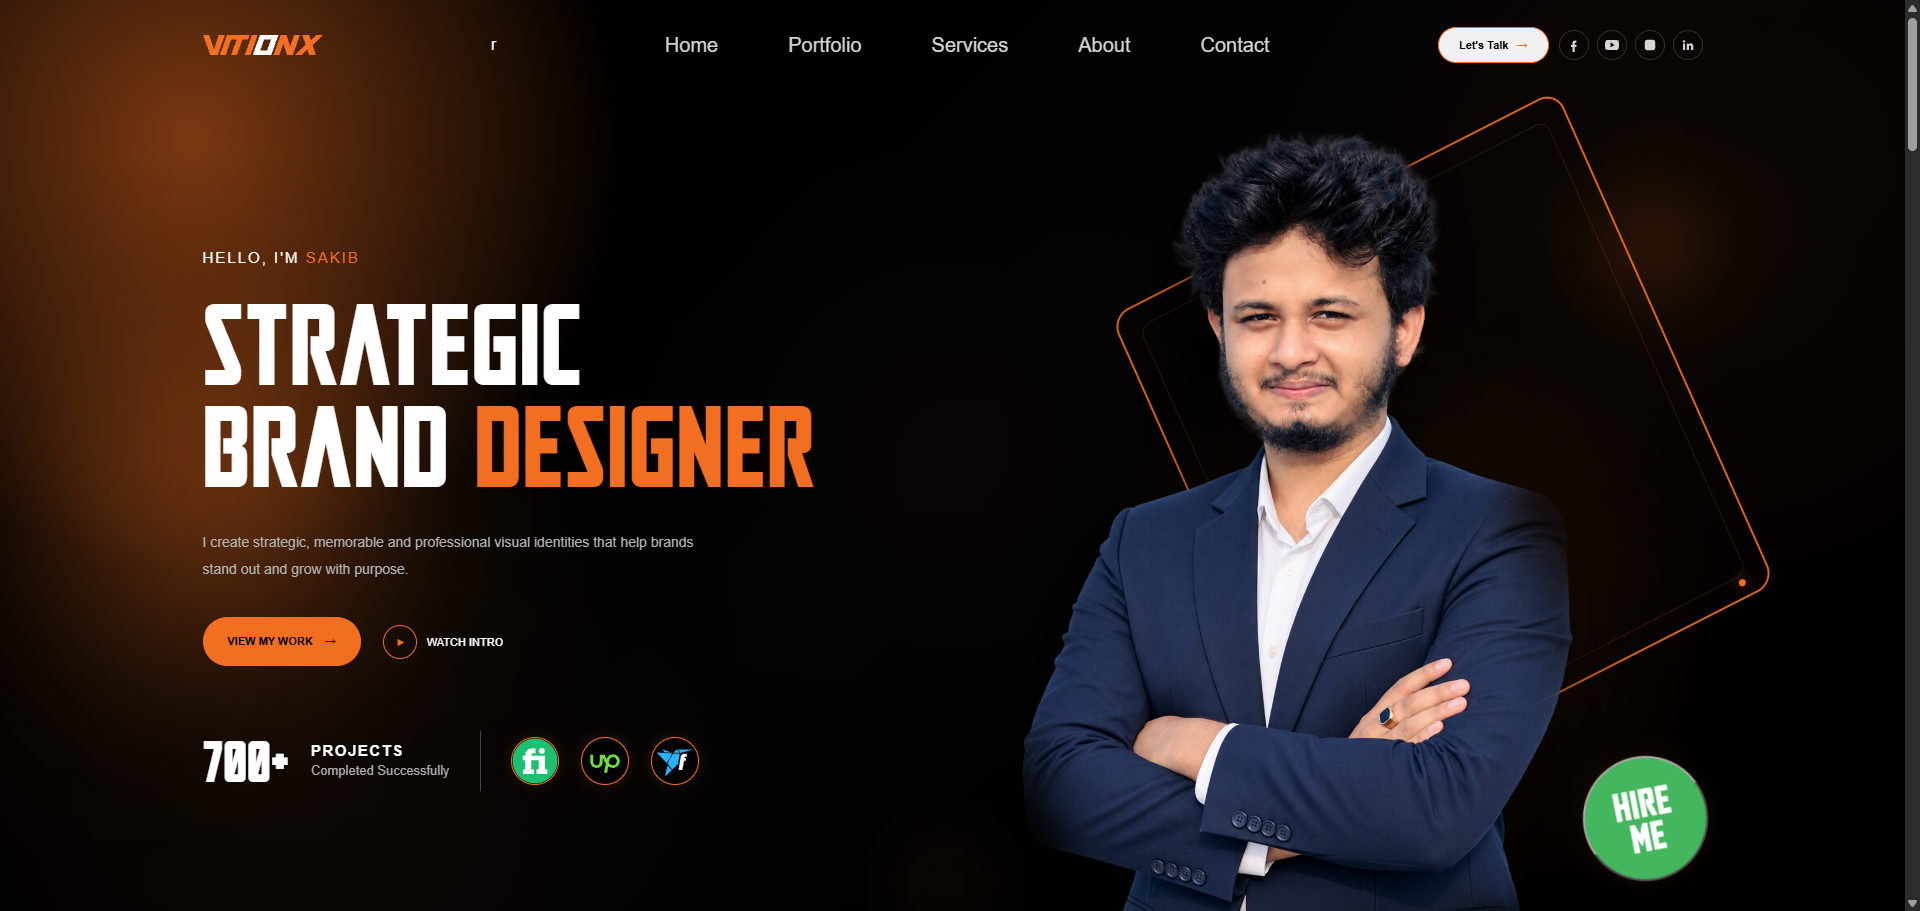 VITIONX
r
Home
Portfolio
Services
About
Contact
Let's Talk →
HELLO, I'M SAKIB
STRATEGIC
BRAND DESIGNER
I create strategic, memorable and professional visual identities that help brands
stand out and grow with purpose.
VIEW MY WORK →
WATCH INTRO
700+
PROJECTS
Completed Successfully
fi
up
f
HIRE
ME